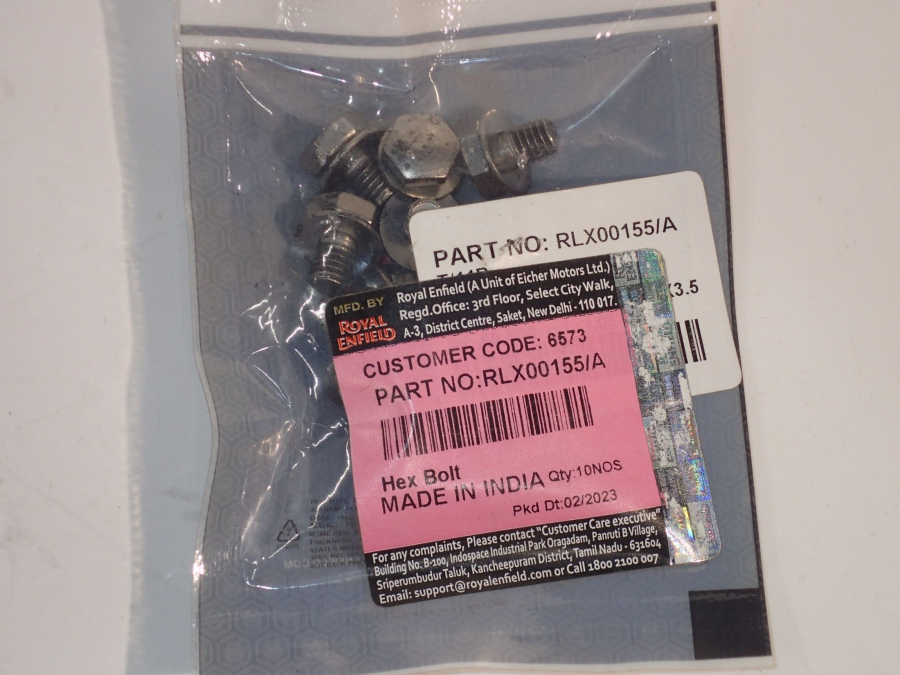 PART NO: RLX00155/A
X3.5
MFD. BY
ROYAL
ENFIELD
Royal Enfield (A Unit of Eicher Motors Ltd.)
Regd.Office: 3rd Floor, Select City Walk,
A-3, District Centre, Saket, New Delhi - 110 017.
CUSTOMER CODE: 6573
PART NO:RLX00155/A
Hex Bolt
MADE IN INDIA Qty:10NOS
Pkd Dt:02/2023
For any complaints, Please contact "Customer Care executive"
Building No. B-100, Indospace Industrial Park Oragadam, Panruti B Village,
Sriperumbudur Taluk, Kancheepuram District, Tamil Nadu - 631604,
Email: support@royalenfield.com or Call 1800 2100 007